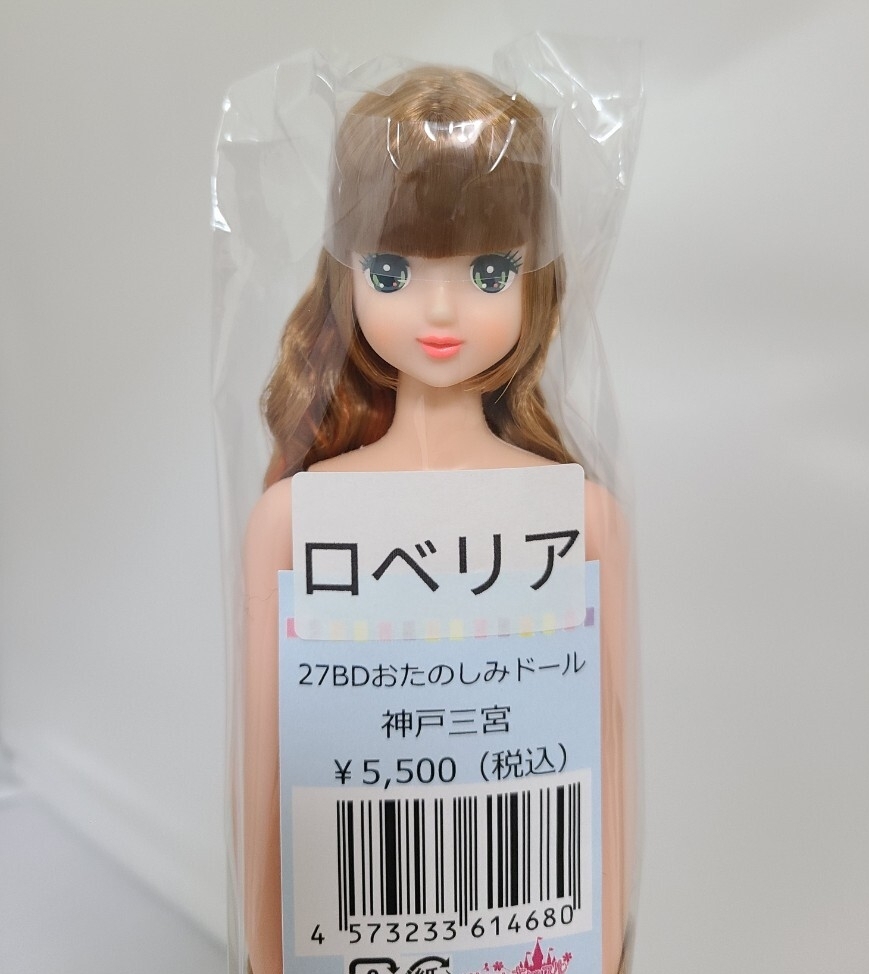 ロベリア
27BDおたのしみドール
神戸三宮
¥5,500（税込）
4 573233 614680
紙